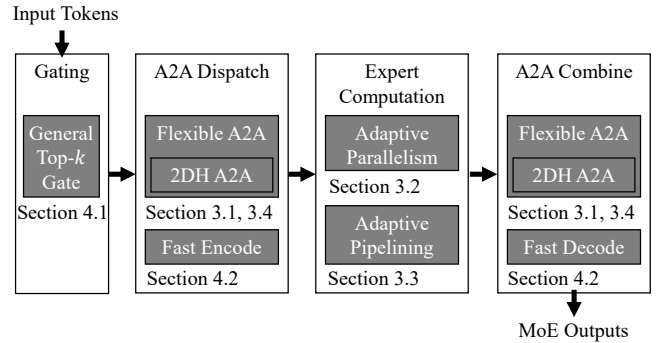 Input Tokens
Gating
General
Top-k
Gate
Section 4.1
A2A Dispatch
Flexible A2A
2DH A2A
Section 3.1, 3.4
Fast Encode
Section 4.2
Expert
Computation
Adaptive
Parallelism
Section 3.2
Adaptive
Pipelining
Section 3.3
A2A Combine
Flexible A2A
2DH A2A
Section 3.1, 3.4
Fast Decode
Section 4.2
MoE Outputs